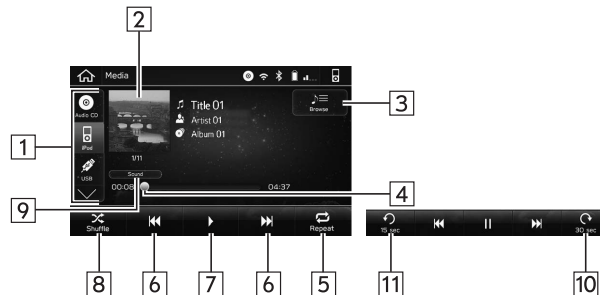 2
Media
Audio CD
iPod
USB
Title 01
Artist 01
Album 01
Browse
1/11
Sound
00:08
04:37
1
3
4
9
Shuffle
Repeat
15 sec
30 sec
8
6
7
6
5
11
10